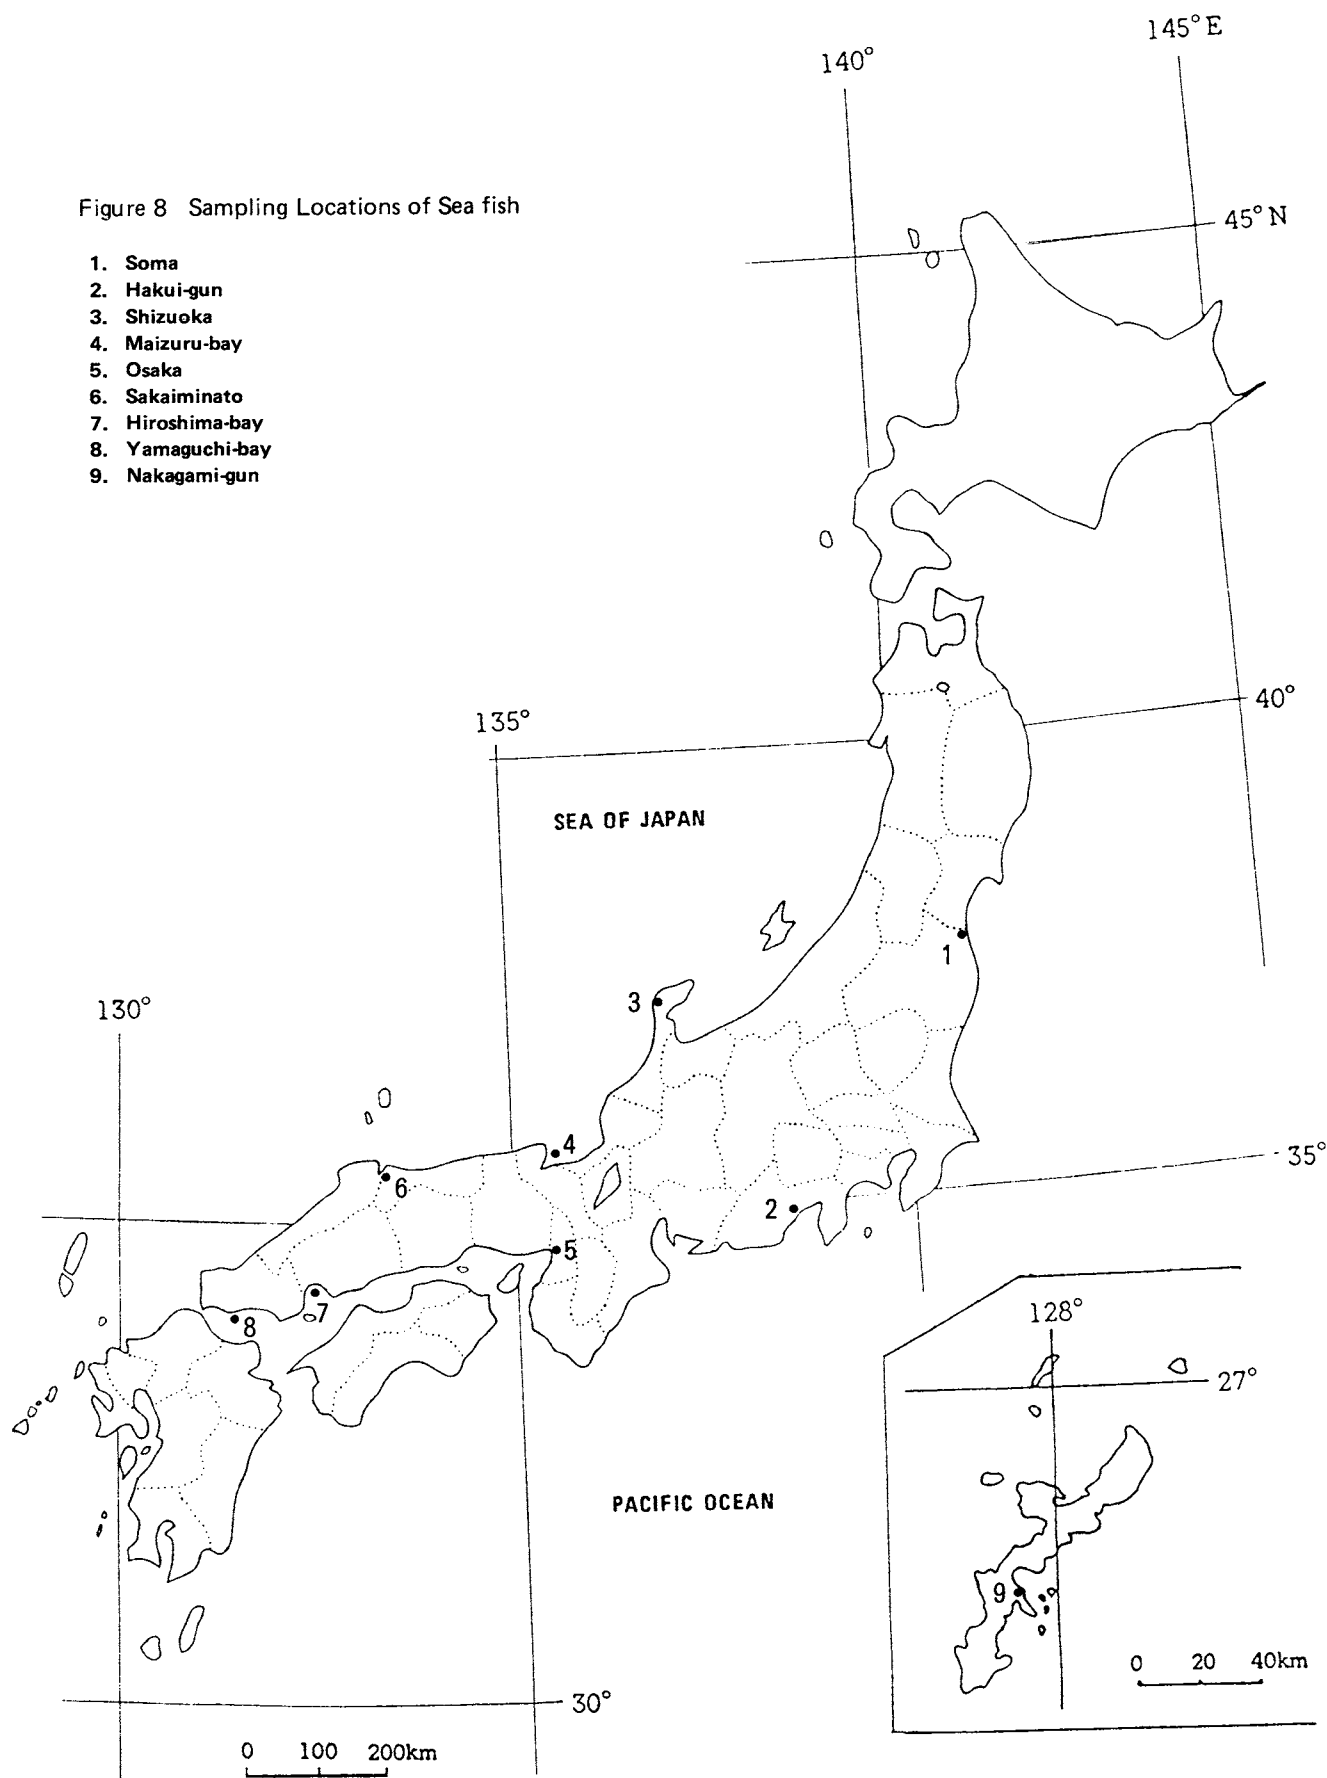 145° E
140°
Figure 8 Sampling Locations of Sea fish
45° N
1. Soma
2. Hakui-gun
3. Shizuoka
4. Maizuru-bay
5. Osaka
6. Sakaiminato
7. Hiroshima-bay
8. Yamaguchi-bay
9. Nakagami-gun
40°
135°
SEA OF JAPAN
1
3
130°
4
35°
6
2
5
7
8
128°
27°
PACIFIC OCEAN
9
0 20 40km
30°
0 100 200km